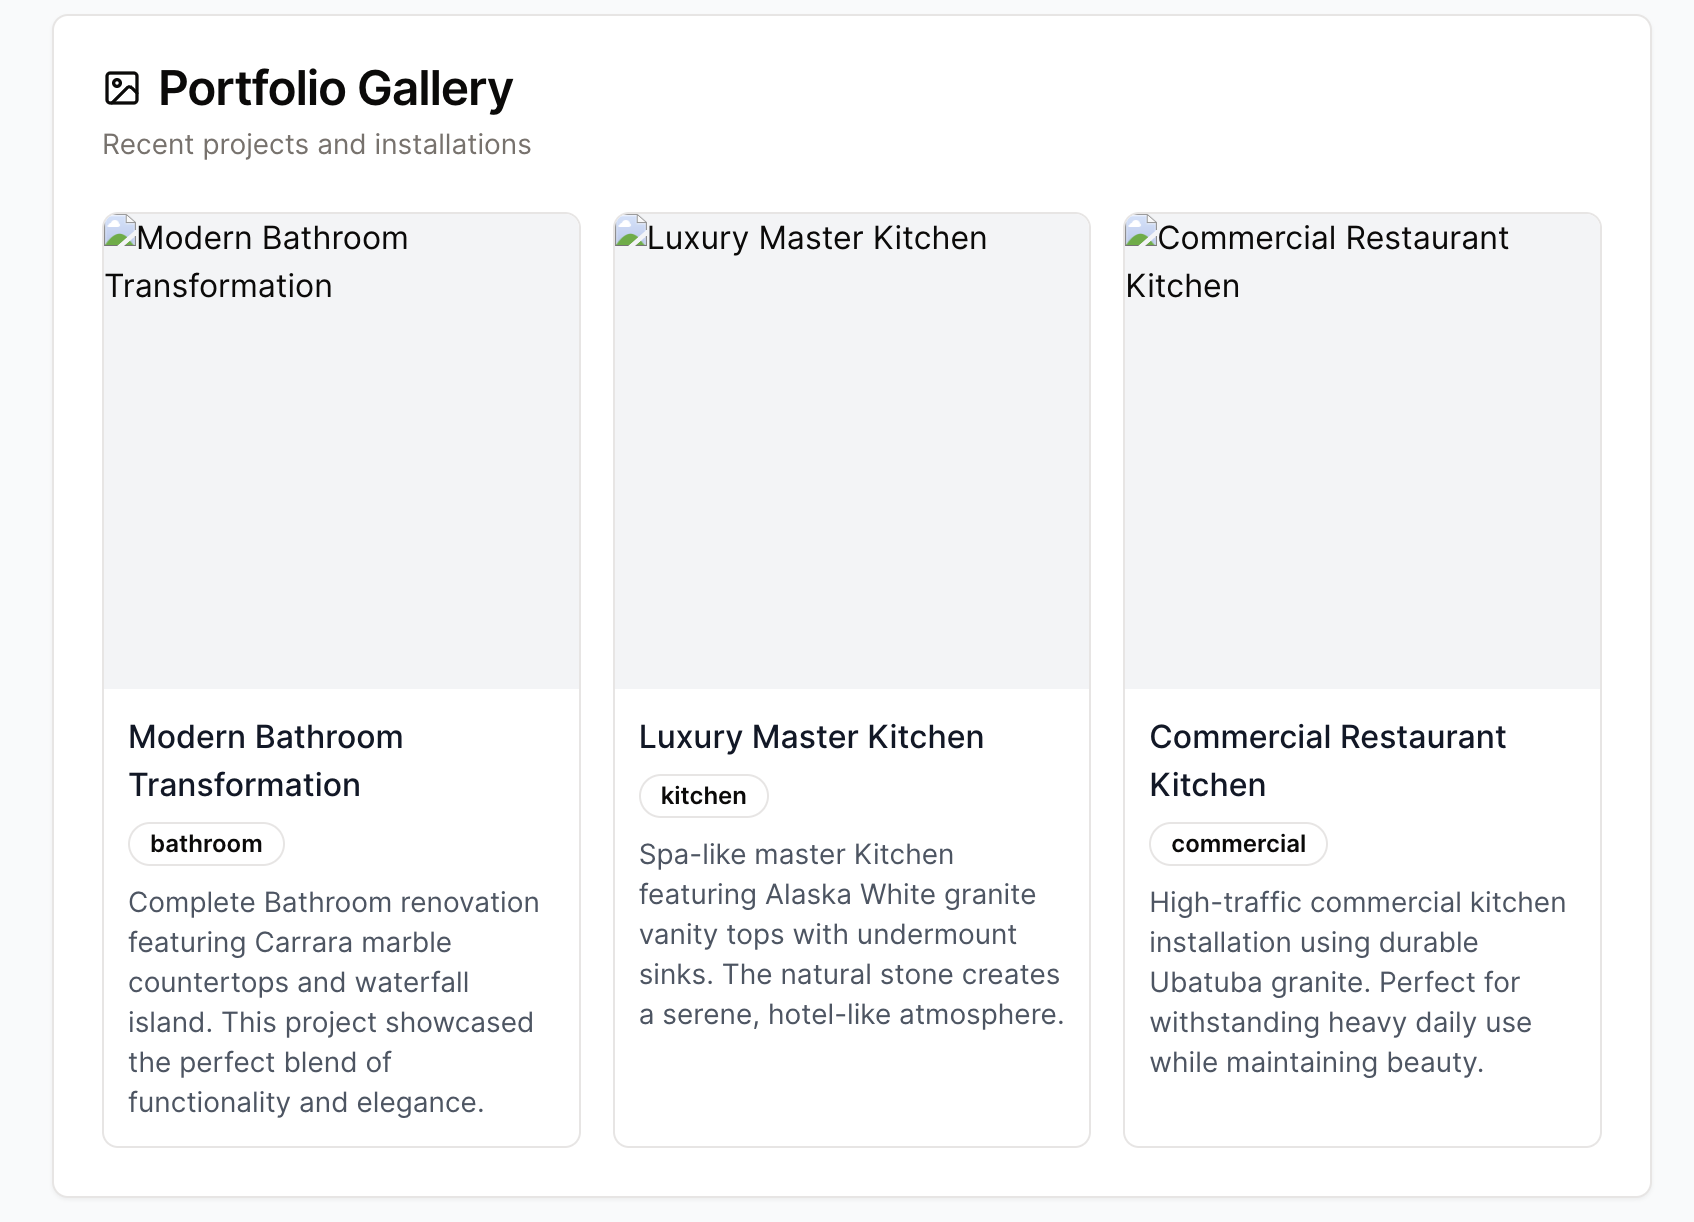 Portfolio Gallery
Recent projects and installations
Modern Bathroom
Transformation
Modern Bathroom
Transformation
bathroom
Complete Bathroom renovation
featuring Carrara marble
countertops and waterfall
island. This project showcased
the perfect blend of
functionality and elegance.
Luxury Master Kitchen
Luxury Master Kitchen
kitchen
Spa-like master Kitchen
featuring Alaska White granite
vanity tops with undermount
sinks. The natural stone creates
a serene, hotel-like atmosphere.
Commercial Restaurant
Kitchen
Commercial Restaurant
Kitchen
commercial
High-traffic commercial kitchen
installation using durable
Ubatuba granite. Perfect for
withstanding heavy daily use
while maintaining beauty.